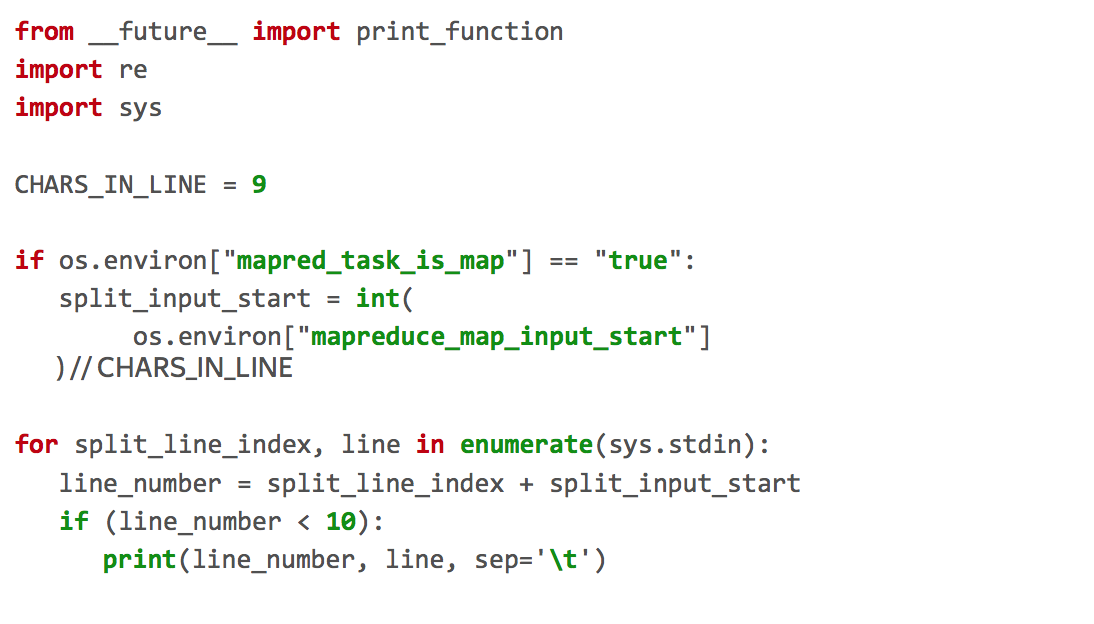 from __future__ import print_function
import re
import sys

CHARS_IN_LINE = 9

if os.environ["mapred_task_is_map"] == "true":
   split_input_start = int(
        os.environ["mapreduce_map_input_start"]
   )// CHARS_IN_LINE

for split_line_index, line in enumerate(sys.stdin):
   line_number = split_line_index + split_input_start
   if (line_number < 10):
      print(line_number, line, sep='\t')